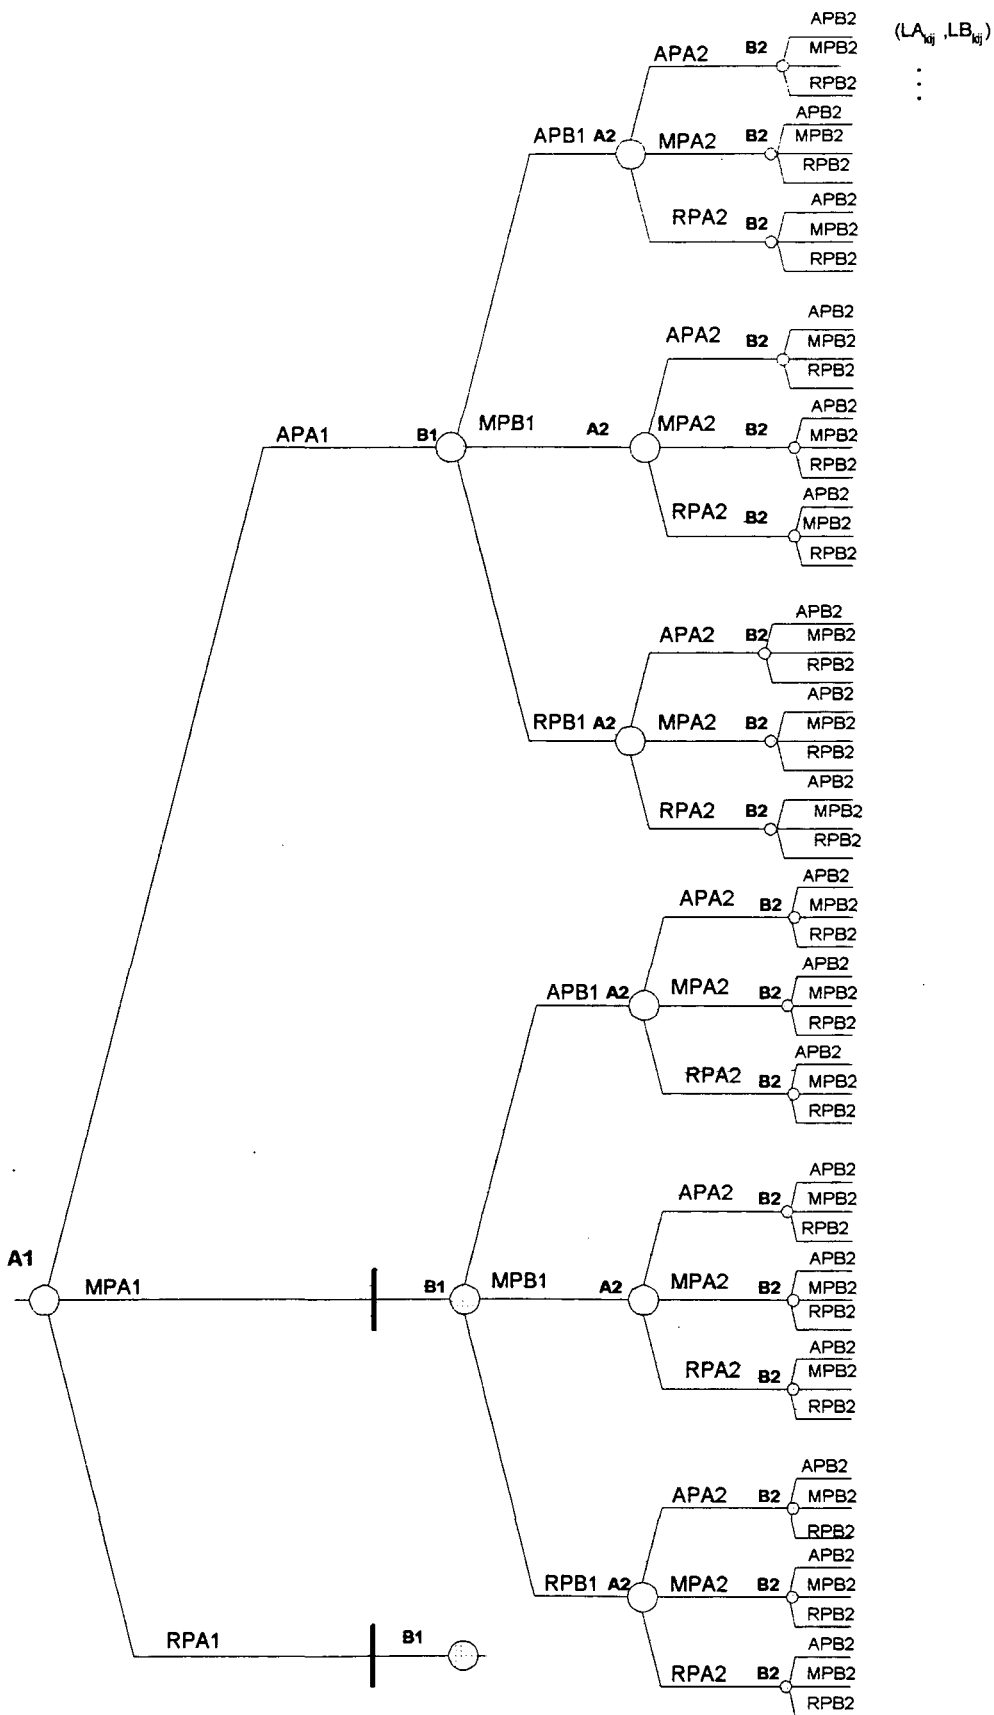 APB2
(LAkij ,LBkij)
APA2 B2 MPB2
RPB2
APB2
APB1 A2 MPA2 B2 MPB2
RPB2
APB2
RPA2 B2 MPB2
RPB2
APB2
APA2 B2 MPB2
RPB2
APB2
APA1 B1 MPB1 A2 MPA2 B2 MPB2
RPB2
APB2
RPA2 B2 MPB2
RPB2
APB2
APA2 B2 MPB2
RPB2
APB2
RPB1 A2 MPA2 B2 MPB2
RPB2
APB2
RPA2 B2 MPB2
RPB2
APB2
APA2 B2 MPB2
RPB2
APB2
APB1 A2 MPA2 B2 MPB2
RPB2
APB2
RPA2 B2 MPB2
RPB2
APB2
APA2 B2 MPB2
RPB2
APB2
A1 MPA1 B1 MPB1 A2 MPA2 B2 MPB2
RPB2
APB2
RPA2 B2 MPB2
RPB2
APB2
APA2 B2 MPB2
RPB2
APB2
RPB1 A2 MPA2 B2 MPB2
RPB2
RPA1 B1
APB2
RPA2 B2 MPB2
RPB2